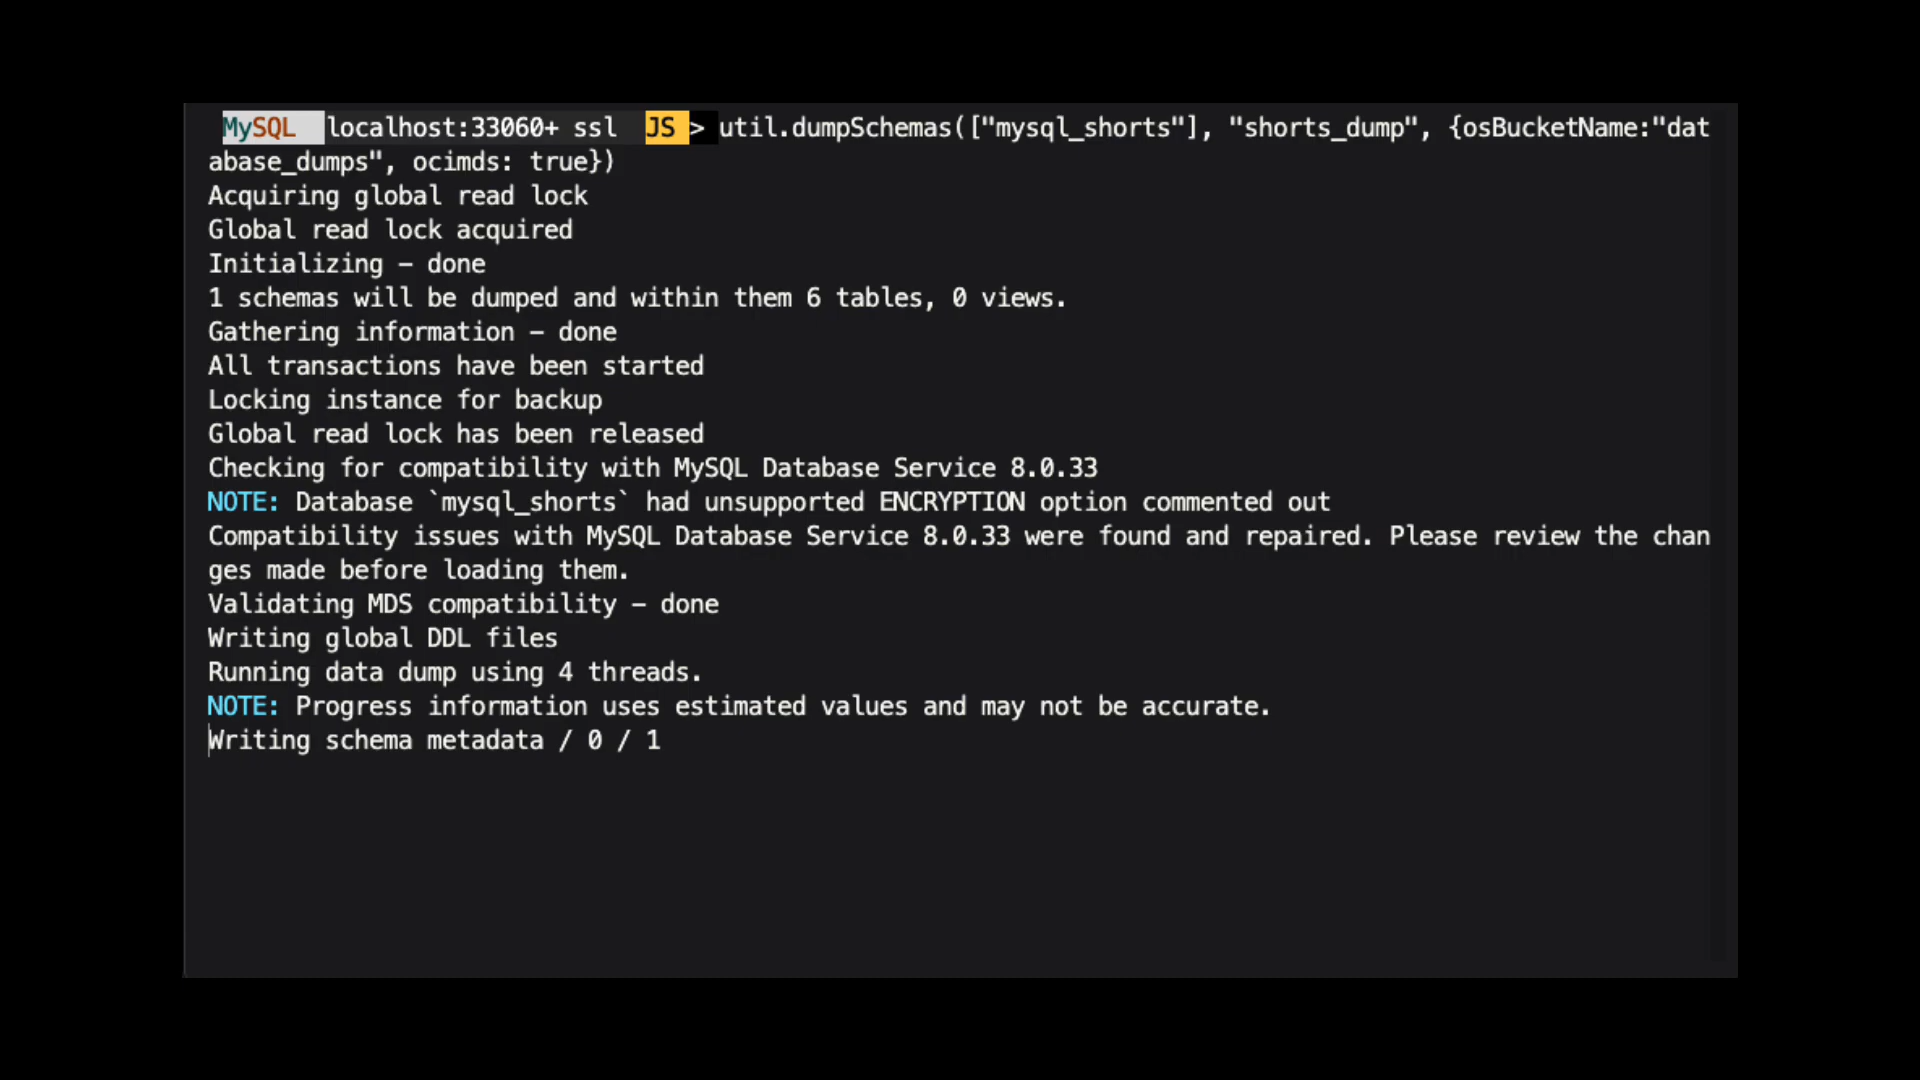 MySQL localhost:33060+ ssl JS > util.dumpSchemas(["mysql_shorts"], "shorts_dump", {osBucketName:"dat
abase_dumps", ocimds: true})
Acquiring global read lock
Global read lock acquired
Initializing - done
1 schemas will be dumped and within them 6 tables, 0 views.
Gathering information - done
All transactions have been started
Locking instance for backup
Global read lock has been released
Checking for compatibility with MySQL Database Service 8.0.33
NOTE: Database `mysql_shorts` had unsupported ENCRYPTION option commented out
Compatibility issues with MySQL Database Service 8.0.33 were found and repaired. Please review the chan
ges made before loading them.
Validating MDS compatibility - done
Writing global DDL files
Running data dump using 4 threads.
NOTE: Progress information uses estimated values and may not be accurate.
Writing schema metadata / 0 / 1